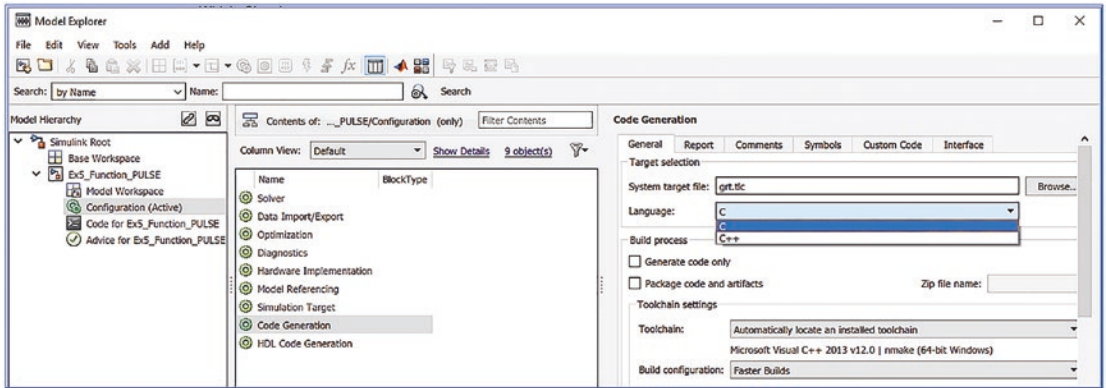 Model Explorer
File Edit View Tools Add Help
Search: by Name Name: Search
Model Hierarchy
Simulink Root
Base Workspace
Ex5_Function_PULSE
Model Workspace
Configuration (Active)
Code for Ex5_Function_PULSE
Advice for Ex5_Function_PULSE
Contents of: ..._PULSE/Configuration (only) Filter Contents
Column View: Default Show Details 9 object(s)
Name BlockType
Solver
Data Import/Export
Optimization
Diagnostics
Hardware Implementation
Model Referencing
Simulation Target
Code Generation
HDL Code Generation
Code Generation
General Report Comments Symbols Custom Code Interface
Target selection
System target file: grt.tlc Browse...
Language: C
C
C++
Build process
Generate code only
Package code and artifacts Zip file name:
Toolchain settings
Toolchain: Automatically locate an installed toolchain
Microsoft Visual C++ 2013 v12.0 | nmake (64-bit Windows)
Build configuration: Faster Builds